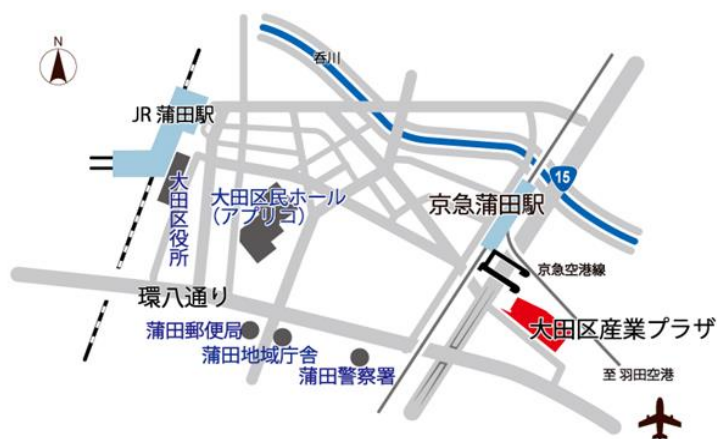 N
呑川
JR 蒲田駅
15
大田区役所
大田区民ホール
（アプリコ）
京急蒲田駅
京急空港線
環八通り
蒲田郵便局
大田区産業プラザ
蒲田地域庁舎
蒲田警察署
至 羽田空港